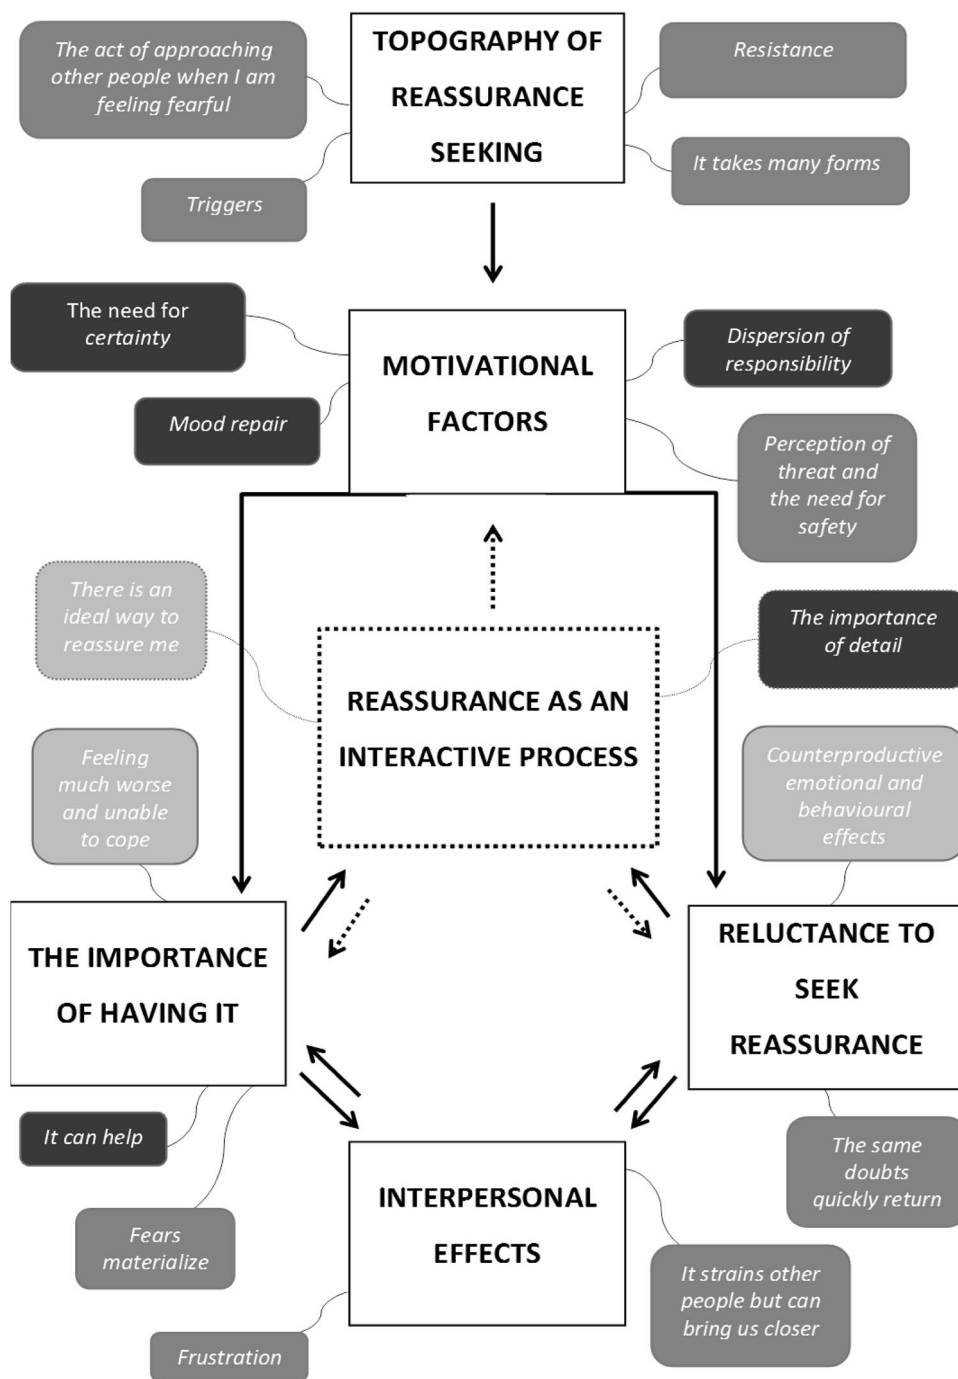 The act of approaching
other people when I am
feeling fearful
TOPOGRAPHY OF
REASSURANCE
SEEKING
Resistance
Triggers
It takes many forms
The need for
certainty
MOTIVATIONAL
FACTORS
Dispersion of
responsibility
Mood repair
Perception of
threat and
the need for
safety
There is an
ideal way to
reassure me
REASSURANCE AS AN
INTERACTIVE PROCESS
The importance
of detail
Feeling
much worse
and unable
to cope
Counterproductive
emotional and
behavioural
effects
THE IMPORTANCE
OF HAVING IT
RELUCTANCE TO
SEEK
REASSURANCE
It can help
Fears
materialize
INTERPERSONAL
EFFECTS
The same
doubts
quickly return
Frustration
It strains other
people but can
bring us closer